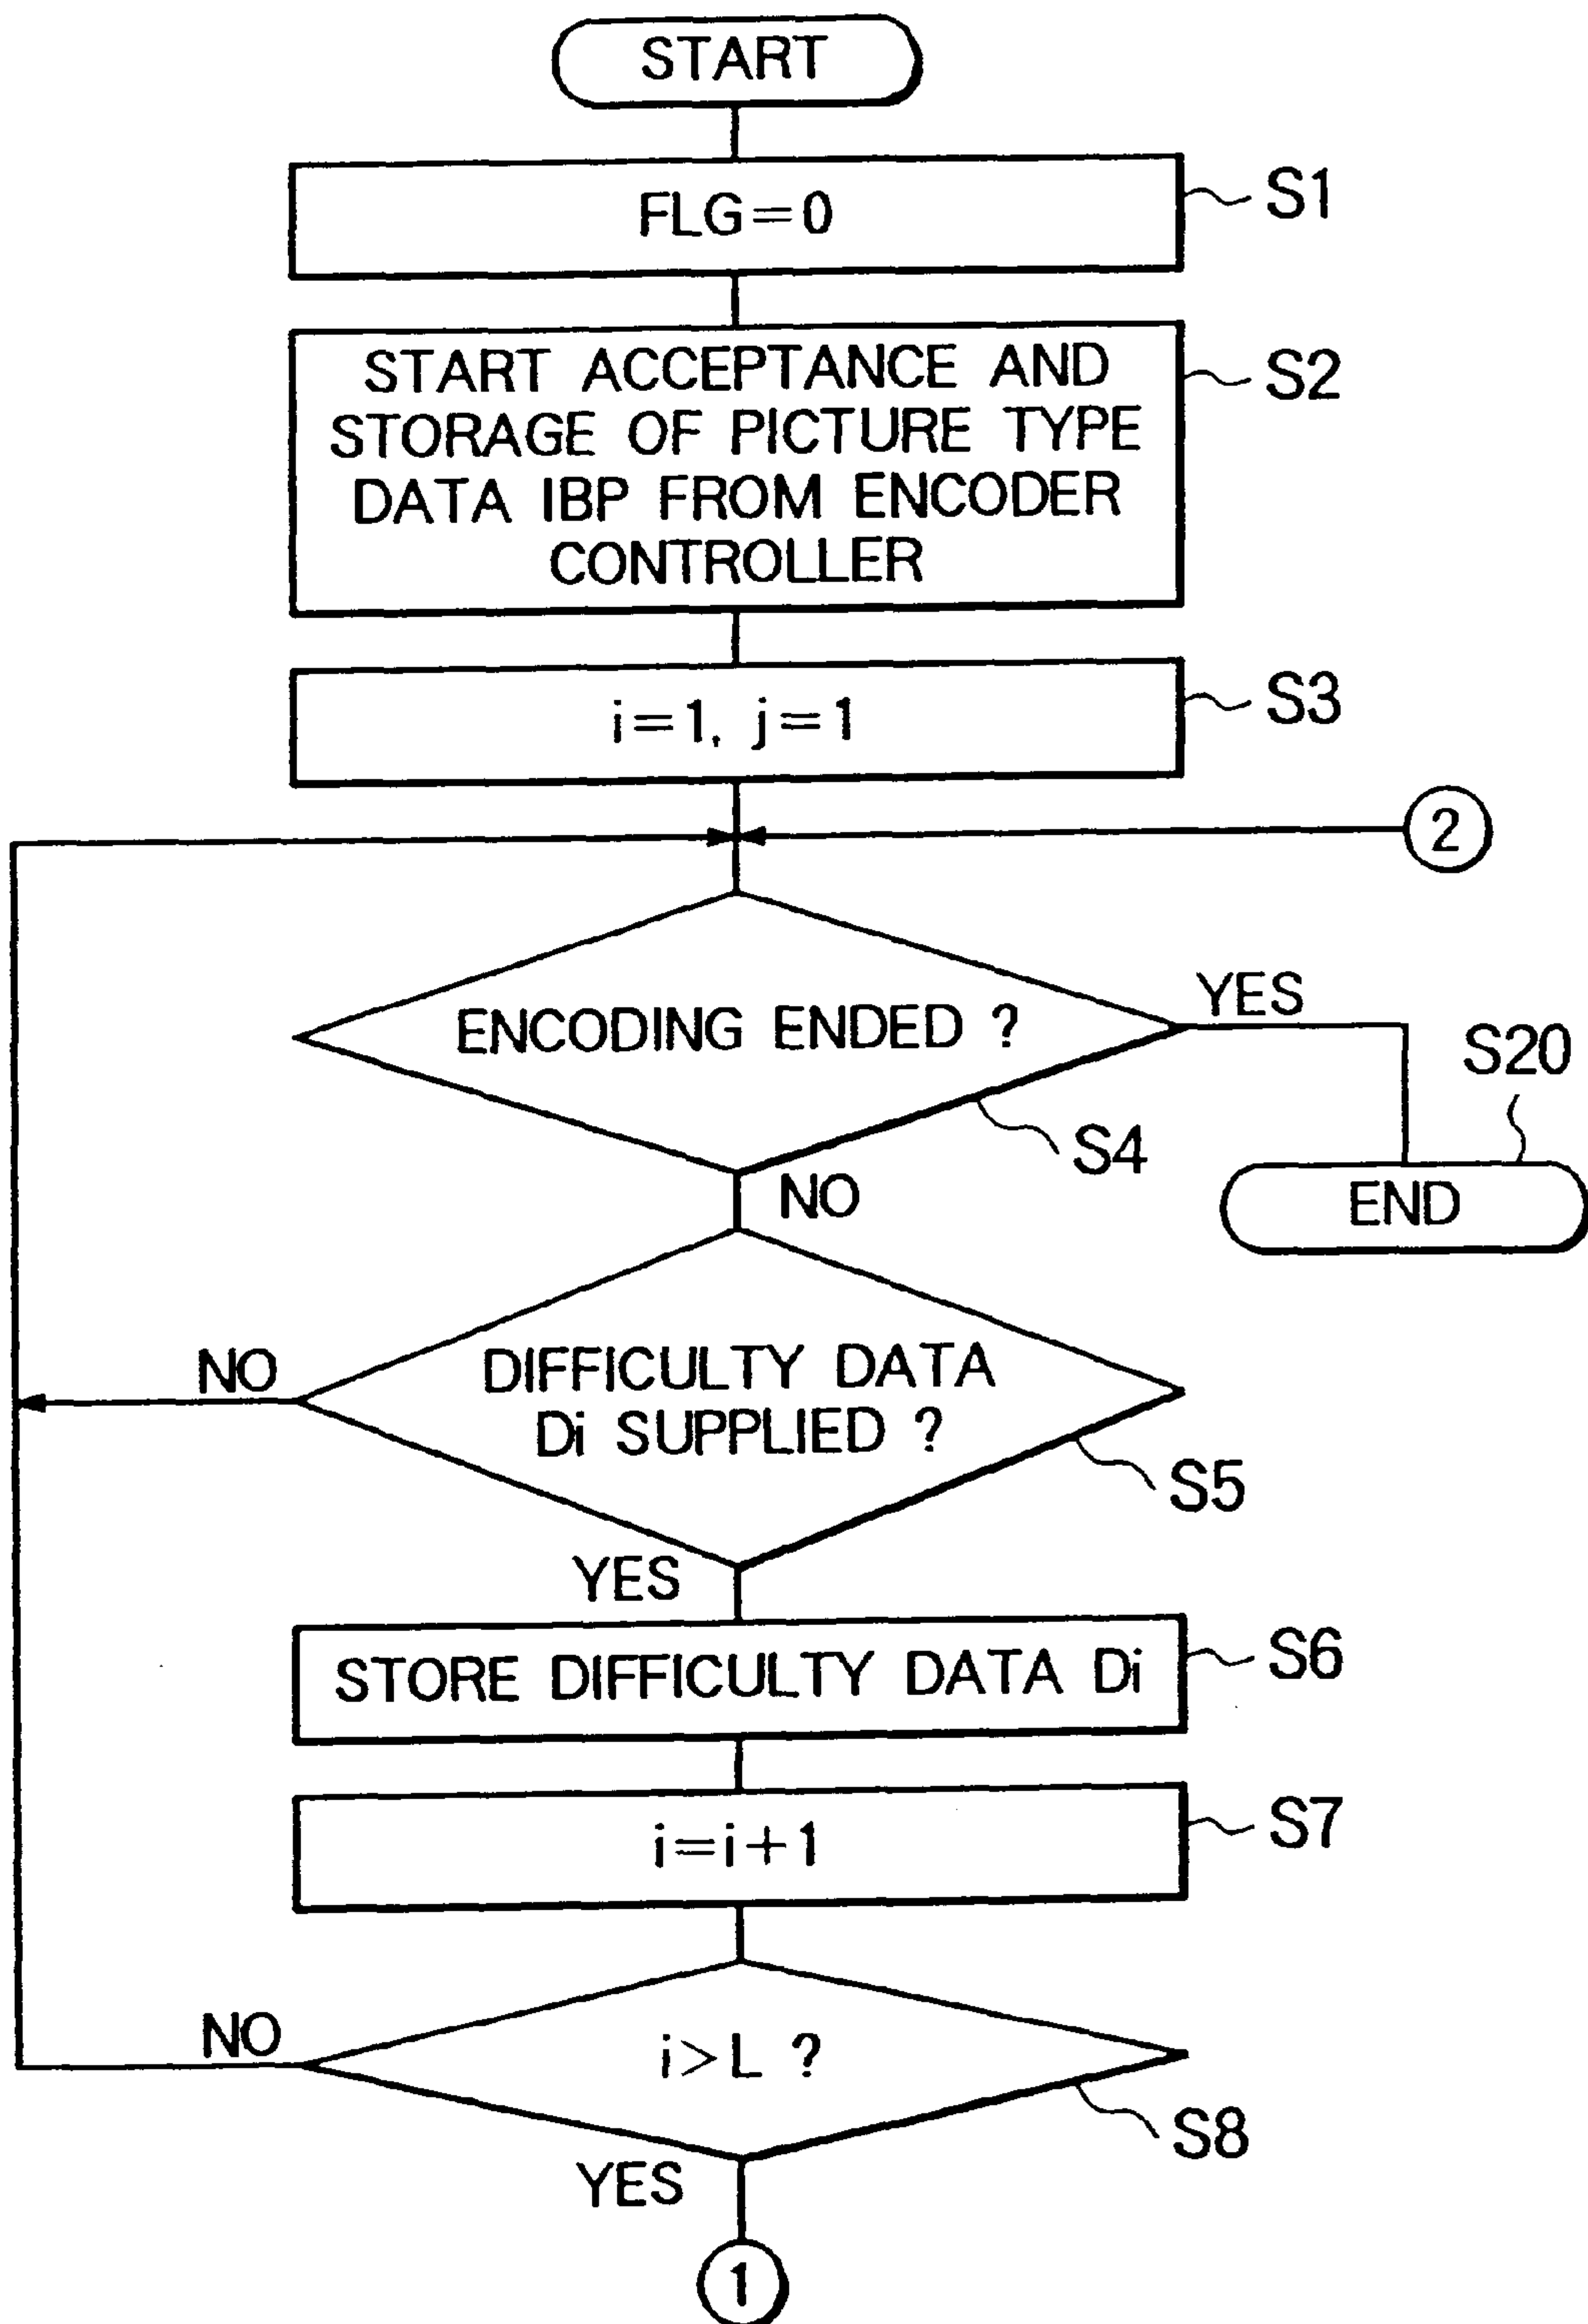 START
FLG=0
S1
START ACCEPTANCE AND
STORAGE OF PICTURE TYPE
DATA IBP FROM ENCODER
CONTROLLER
S2
i=1, j=1
S3
2
ENCODING ENDED ?
YES
S20
S4
END
NO
DIFFICULTY DATA
Di SUPPLIED ?
NO
S5
YES
STORE DIFFICULTY DATA Di
S6
i=i+1
S7
i>L ?
NO
S8
YES
1